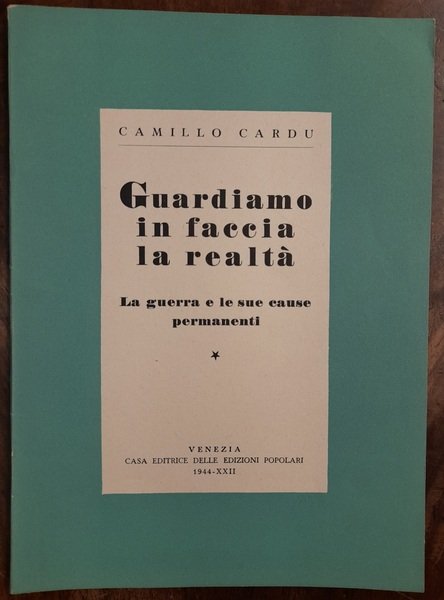 CAMILLO CARDU
Guardiamo
in faccia
la realtà
La guerra e le sue cause
permanenti
VENEZIA
CASA EDITRICE DELLE EDIZIONI POPOLARI
1944-XXII